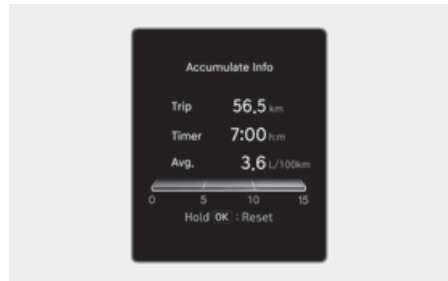 Accumulate Info
Trip 56.5 km
Timer 7:00 h:m
Avg. 3.6 L/100km
0 5 10 15
Hold OK : Reset